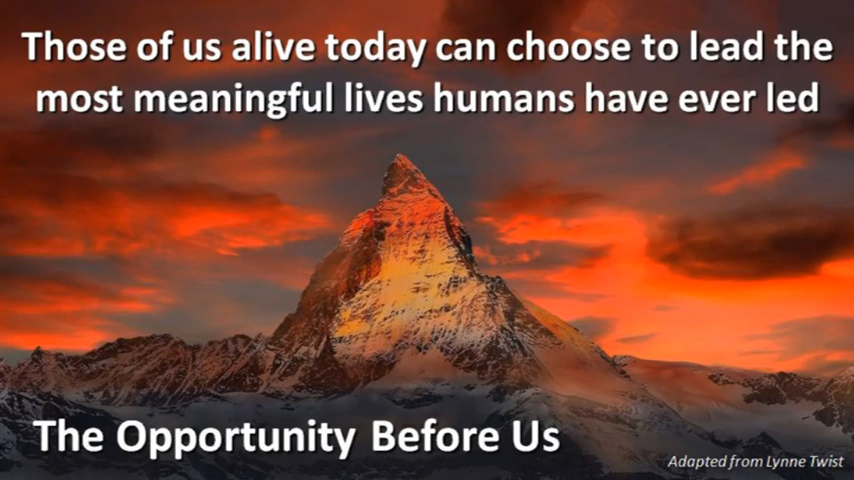 Those of us alive today can choose to lead the
most meaningful lives humans have ever led
The Opportunity Before Us
Adapted from Lynne Twist